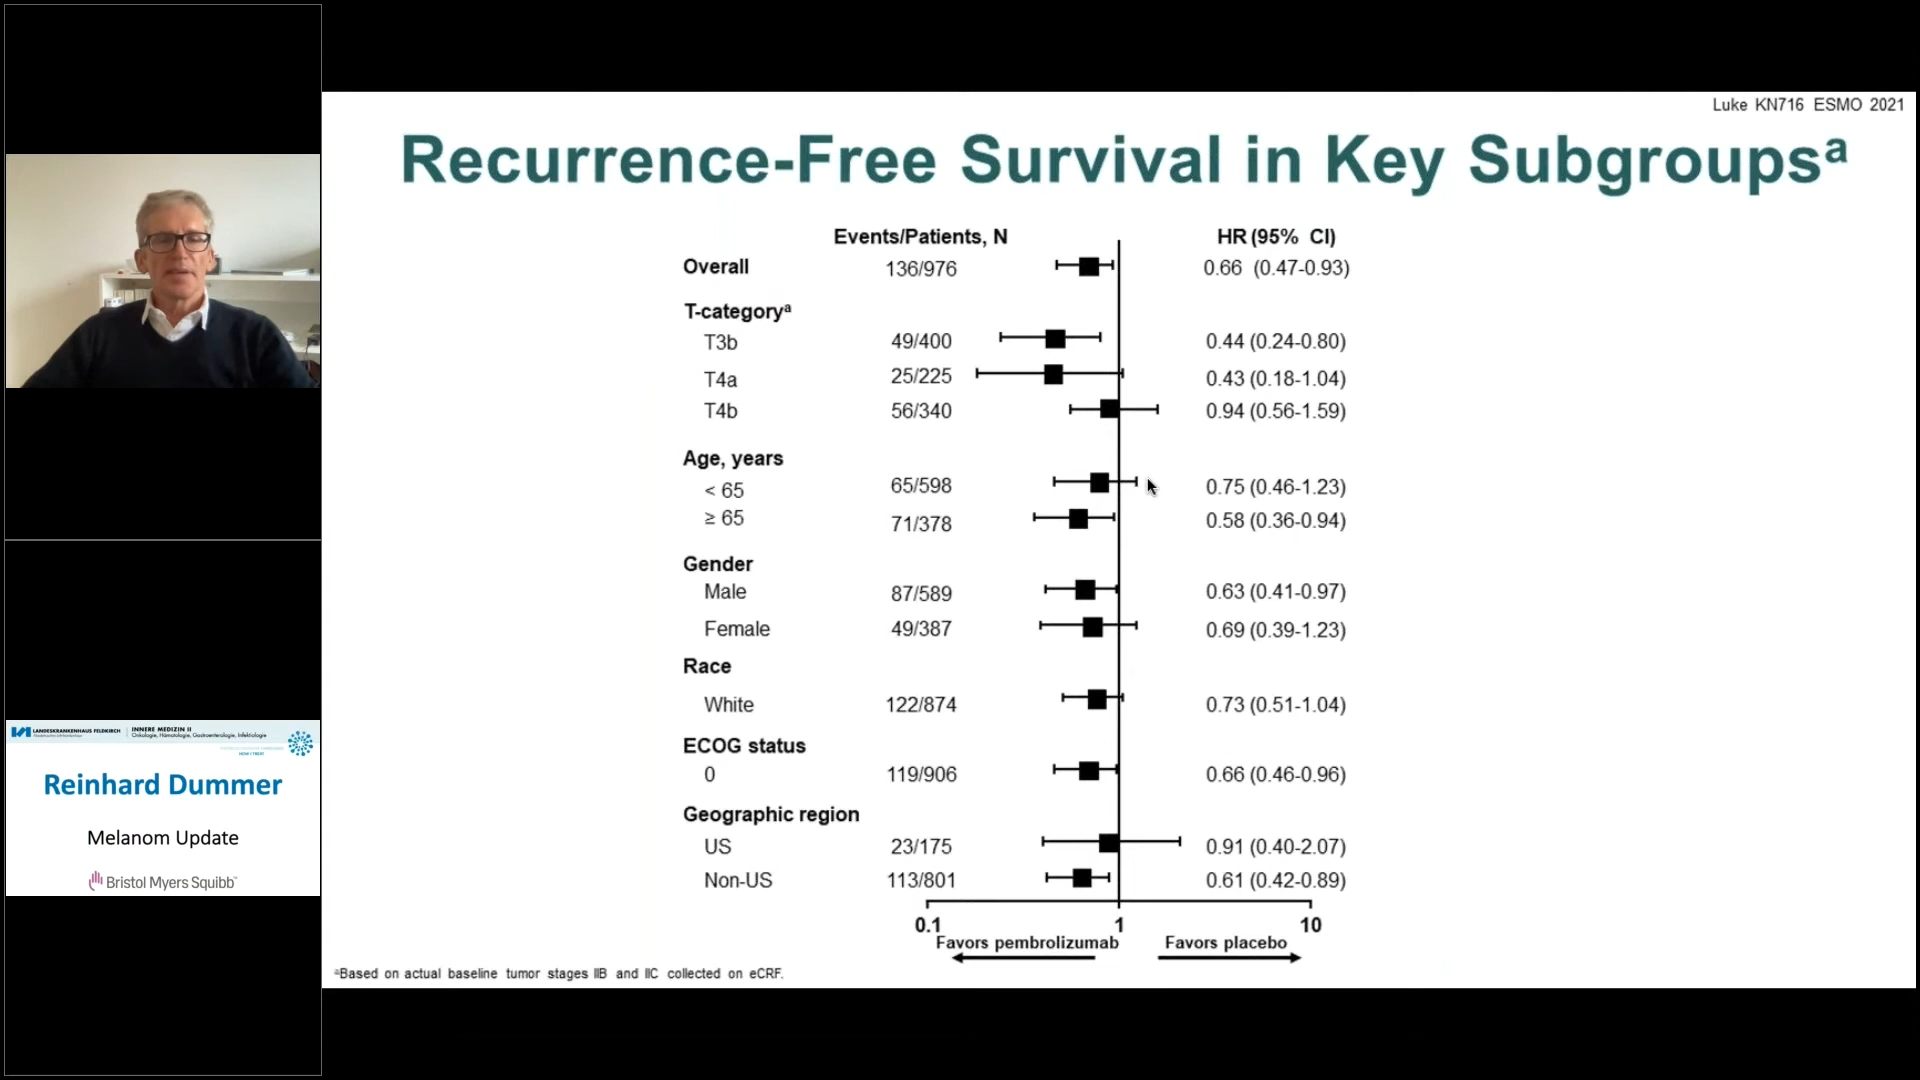 Luke KN716 ESMO 2021
Recurrence-Free Survival in Key Subgroupsª
Events/Patients, N HR (95% CI)
Overall 136/976 0.66 (0.47-0.93)
T-categoryª
T3b 49/400 0.44 (0.24-0.80)
T4a 25/225 0.43 (0.18-1.04)
T4b 56/340 0.94 (0.56-1.59)
Age, years
< 65 65/598 0.75 (0.46-1.23)
≥ 65 71/378 0.58 (0.36-0.94)
Gender
Male 87/589 0.63 (0.41-0.97)
Female 49/387 0.69 (0.39-1.23)
Race
White 122/874 0.73 (0.51-1.04)
ECOG status
0 119/906 0.66 (0.46-0.96)
Geographic region
US 23/175 0.91 (0.40-2.07)
Non-US 113/801 0.61 (0.42-0.89)
0.1 1 10
Favors pembrolizumab Favors placebo
ªBased on actual baseline tumor stages IIB and IIC collected on eCRF.
LANDESKRANKENHAUS FELDKIRCH INNERE MEDIZIN II
Onkologie, Hämatologie, Gastroenterologie, Infektiologie
Reinhard Dummer
Melanom Update
Bristol Myers Squibb™